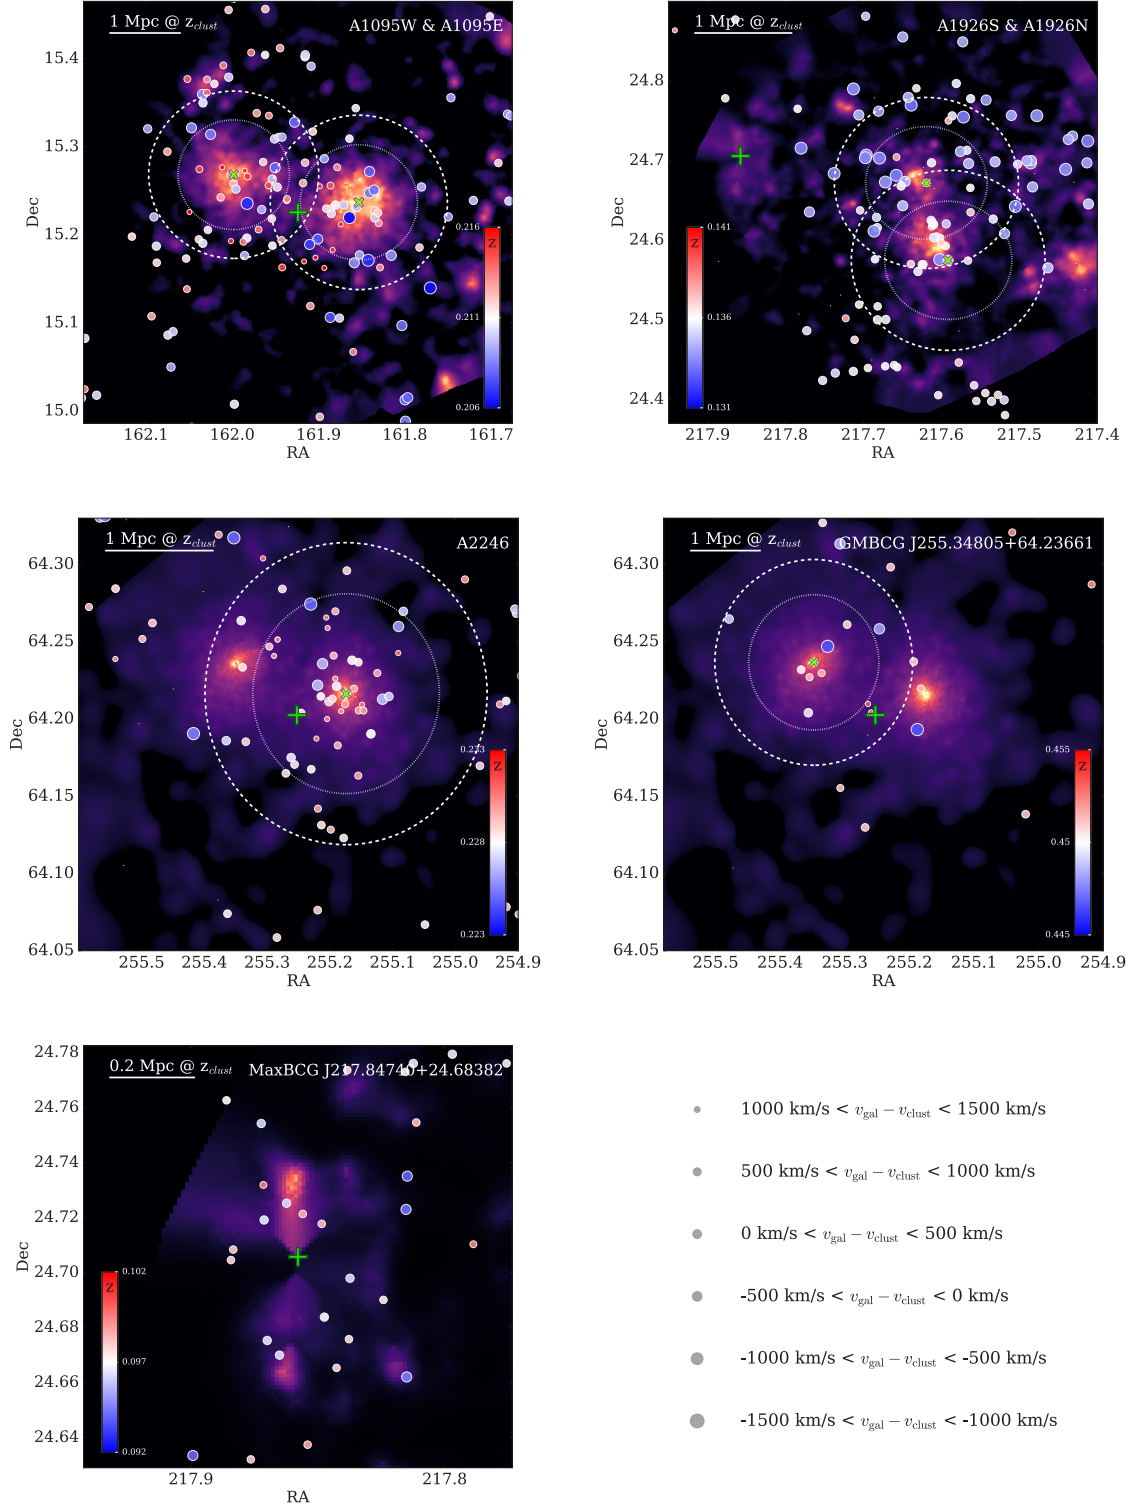 1 Mpc @ z_clust
A1095W & A1095E
15.4
15.3
15.2
15.1
15.0
Dec
0.216
z
0.211
0.206
162.1 162.0 161.9 161.8 161.7
RA
1 Mpc @ z_clust
A1926S & A1926N
24.8
24.7
24.6
24.5
24.4
Dec
0.141
z
0.136
0.131
217.9 217.8 217.7 217.6 217.5 217.4
RA
1 Mpc @ z_clust
A2246
64.30
64.25
64.20
64.15
64.10
64.05
Dec
0.233
z
0.228
0.223
255.5 255.4 255.3 255.2 255.1 255.0 254.9
RA
1 Mpc @ z_clust
GMBCG J255.34805+64.23661
64.30
64.25
64.20
64.15
64.10
64.05
Dec
0.455
z
0.45
0.445
255.5 255.4 255.3 255.2 255.1 255.0 254.9
RA
0.2 Mpc @ z_clust
MaxBCG J217.84740+24.68382
24.78
24.76
24.74
24.72
24.70
24.68
24.66
24.64
Dec
0.102
z
0.097
0.092
217.9 217.8
RA
1000 km/s < v_gal − v_clust < 1500 km/s
500 km/s < v_gal − v_clust < 1000 km/s
0 km/s < v_gal − v_clust < 500 km/s
-500 km/s < v_gal − v_clust < 0 km/s
-1000 km/s < v_gal − v_clust < -500 km/s
-1500 km/s < v_gal − v_clust < -1000 km/s